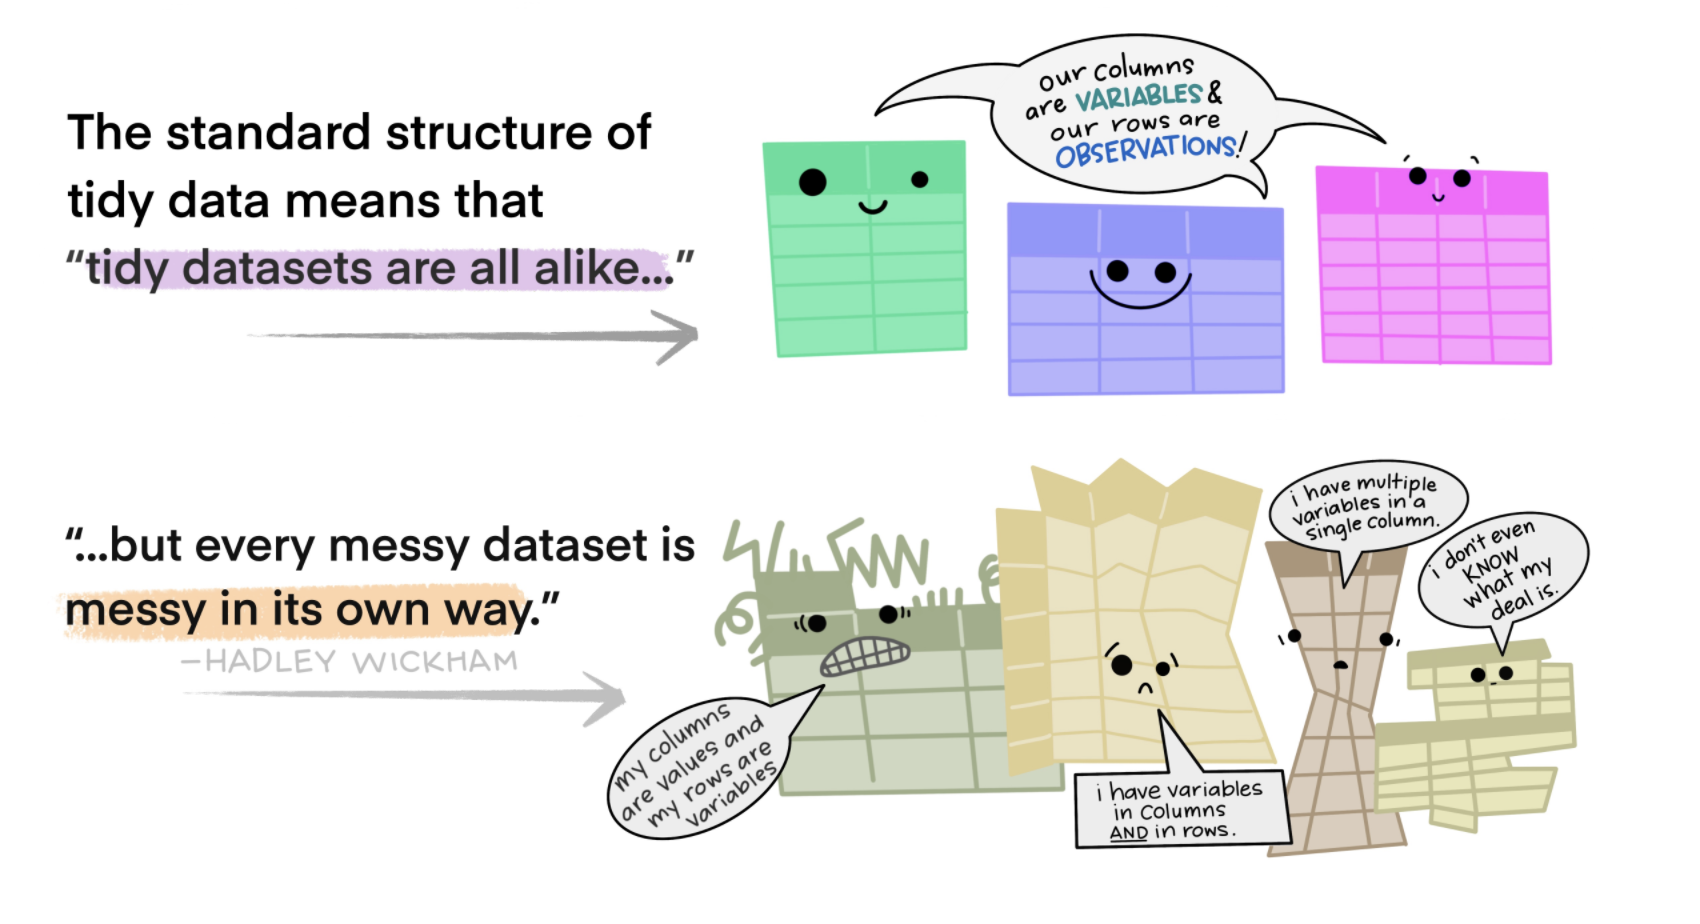 The standard structure of
tidy data means that
“tidy datasets are all alike...”
our columns
are VARIABLES &
our rows are
OBSERVATIONS!
“...but every messy dataset is
messy in its own way.”
–HADLEY WICKHAM
my columns
are values and
my rows are
variables
i have variables
in columns
AND in rows.
i have multiple
variables in a
single column.
i don't even
KNOW
what my
deal is.